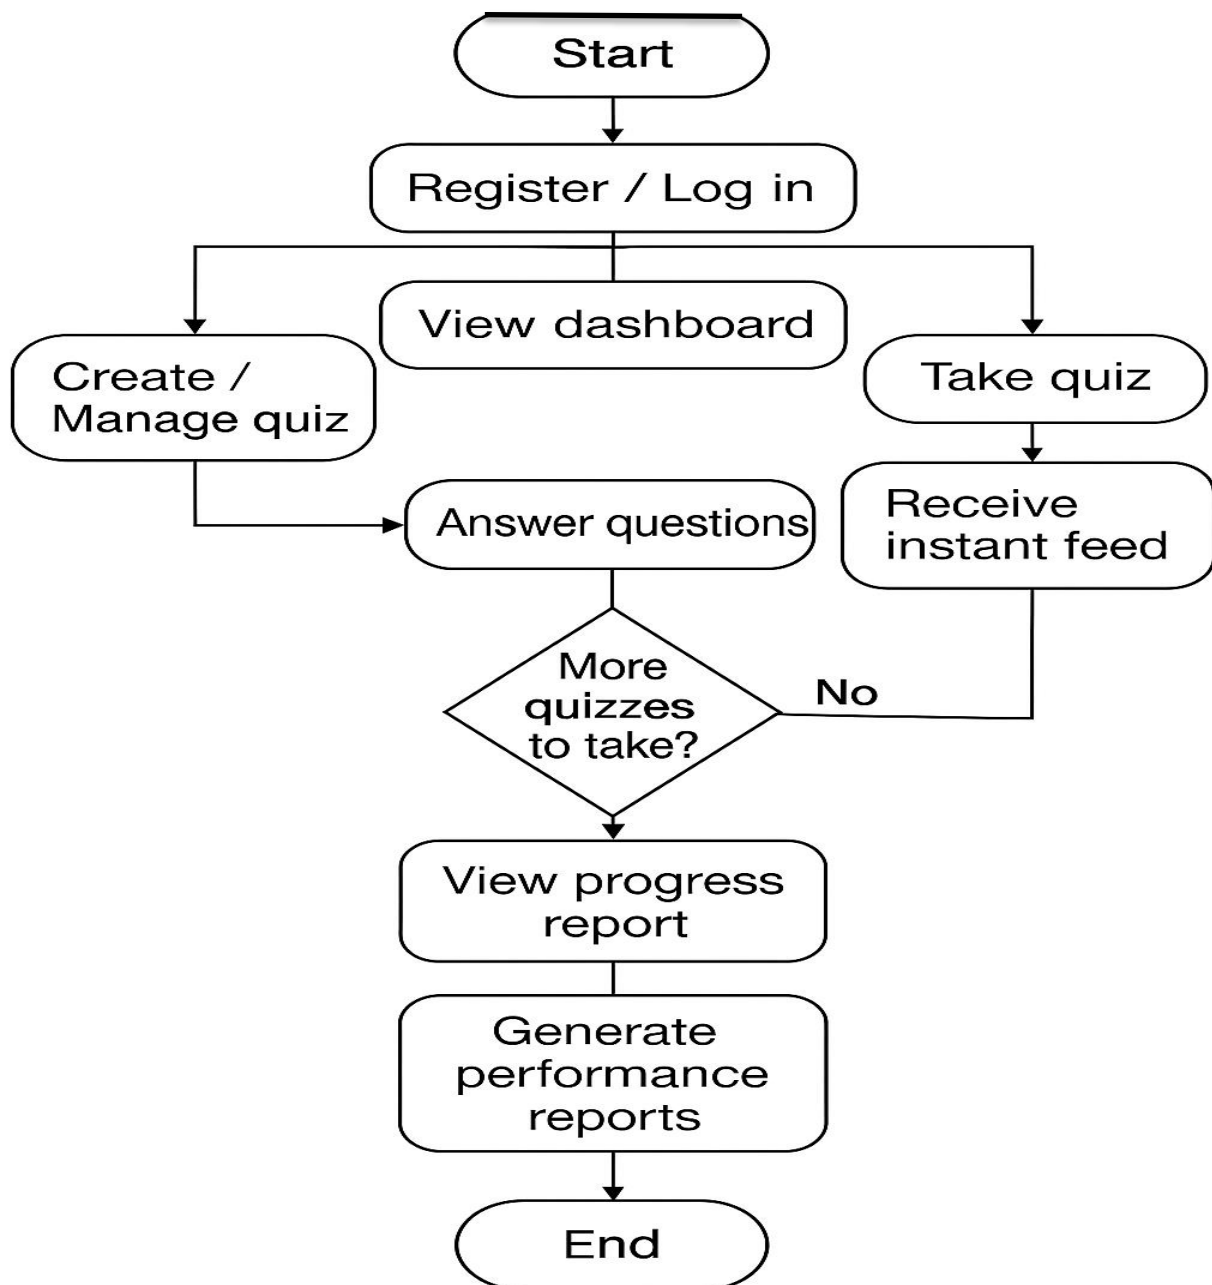 Start
Register / Log in
View dashboard
Create /
Manage quiz
Take quiz
Answer questions
Receive
instant feed
More
quizzes
to take?
No
View progress
report
Generate
performance
reports
End